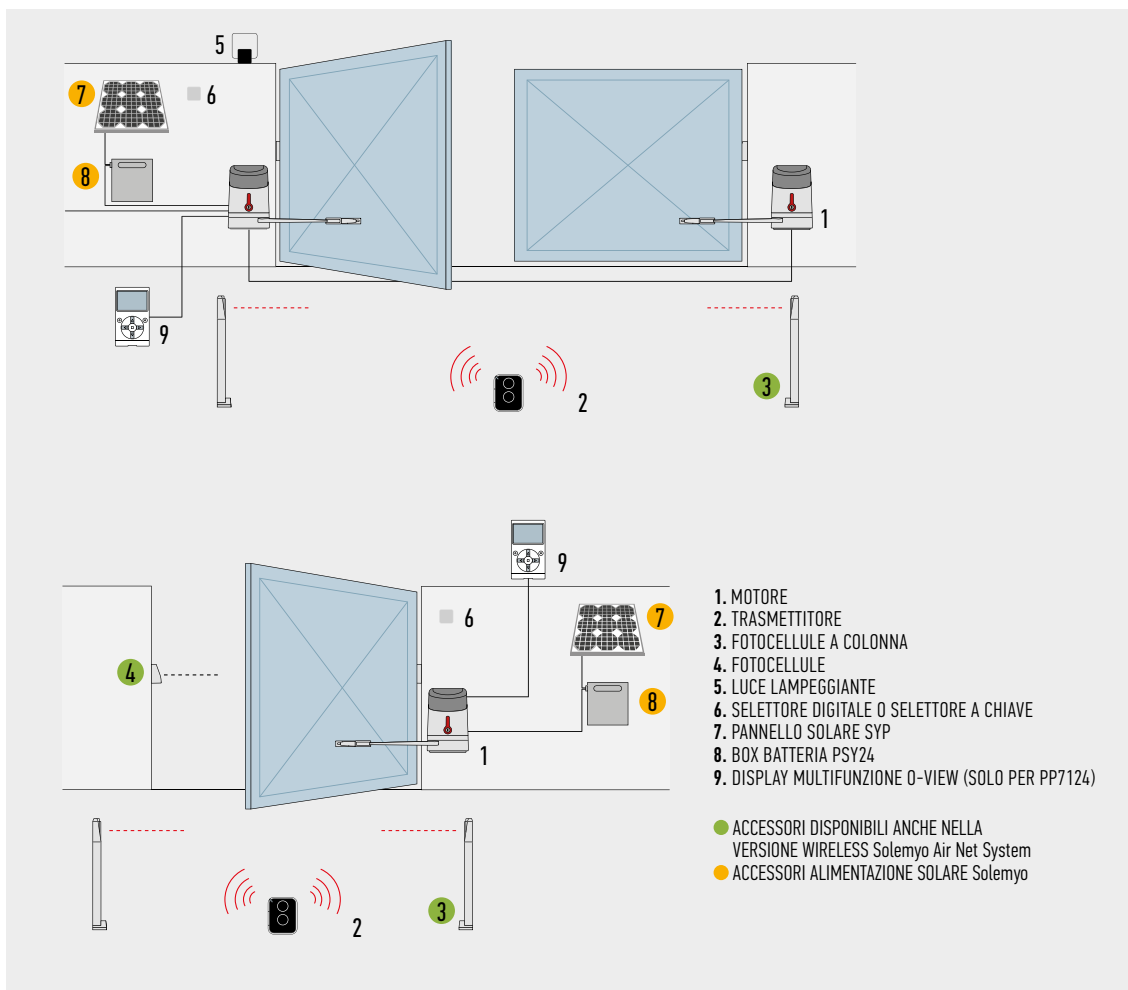 5
7
6
8
1
9
3
2
9
6
7
4
8
1
3
2
1. MOTORE
2. TRASMETTITORE
3. FOTOCELLULE A COLONNA
4. FOTOCELLULE
5. LUCE LAMPEGGIANTE
6. SELETTORE DIGITALE O SELETTORE A CHIAVE
7. PANNELLO SOLARE SYP
8. BOX BATTERIA PSY24
9. DISPLAY MULTIFUNZIONE O-VIEW (SOLO PER PP7124)
ACCESSORI DISPONIBILI ANCHE NELLA
VERSIONE WIRELESS Solemyo Air Net System
ACCESSORI ALIMENTAZIONE SOLARE Solemyo